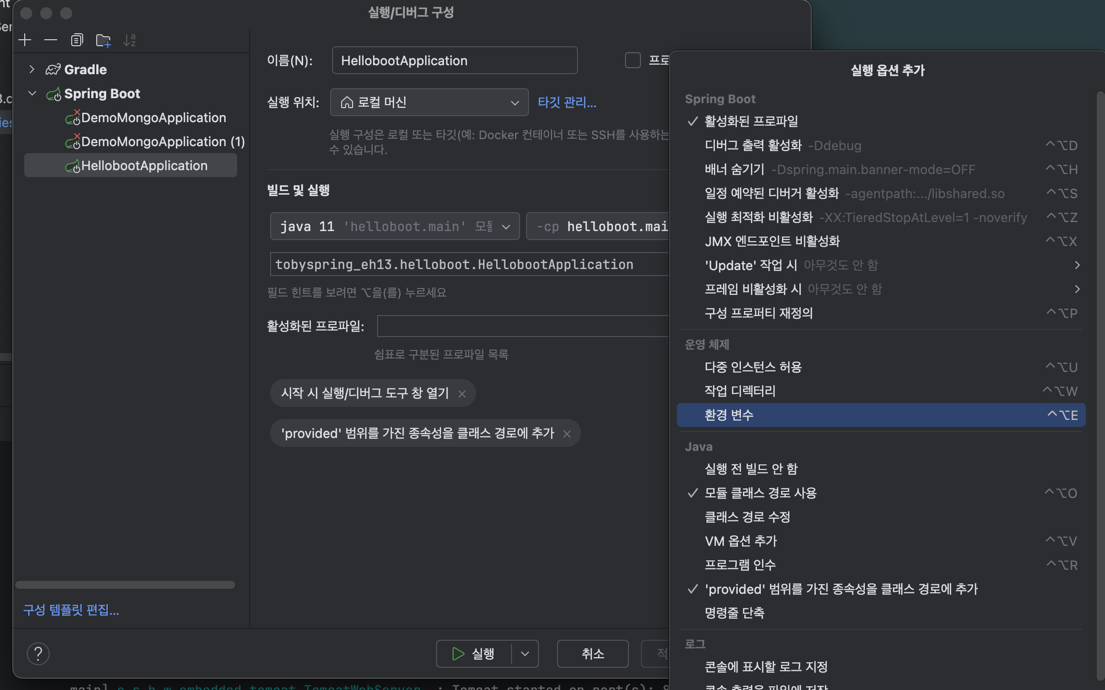 실행/디버그 구성
Gradle
Spring Boot
DemoMongoApplication
DemoMongoApplication (1)
HellobootApplication
구성 템플릿 편집...
이름(N):
HellobootApplication
실행 위치:
로컬 머신
타깃 관리...
실행 구성은 로컬 또는 타깃(예: Docker 컨테이너 또는 SSH를 사용하는
수 있습니다.
빌드 및 실행
java 11 'helloboot.main'
-cp
tobyspring_eh13.helloboot.HellobootApplication
필드 힌트를 보려면 ⌥을(를) 누르세요
활성화된 프로파일:
쉼표로 구분된 프로파일 목록
시작 시 실행/디버그 도구 창 열기
'provided' 범위를 가진 종속성을 클래스 경로에 추가
?
실행
취소
실행 옵션 추가
Spring Boot
활성화된 프로파일
디버그 출력 활성화 -Ddebug ⌃⌥D
배너 숨기기 -Dspring.main.banner-mode=OFF ⌃⌥H
일정 예약된 디버거 활성화 -agentpath:.../libshared.so ⌃⌥S
실행 최적화 비활성화 -XX:TieredStopAtLevel=1 -noverify ⌃⌥Z
JMX 엔드포인트 비활성화 ⌃⌥X
'Update' 작업 시 아무것도 안 함
프레임 비활성화 시 아무것도 안 함
구성 프로퍼티 재정의 ⌃⌥P
운영 체제
다중 인스턴스 허용 ⌃⌥U
작업 디렉터리 ⌃⌥W
환경 변수 ⌃⌥E
Java
실행 전 빌드 안 함
모듈 클래스 경로 사용 ⌃⌥O
클래스 경로 수정
VM 옵션 추가 ⌃⌥V
프로그램 인수 ⌃⌥R
'provided' 범위를 가진 종속성을 클래스 경로에 추가
명령줄 단축
로그
콘솔에 표시할 로그 지정